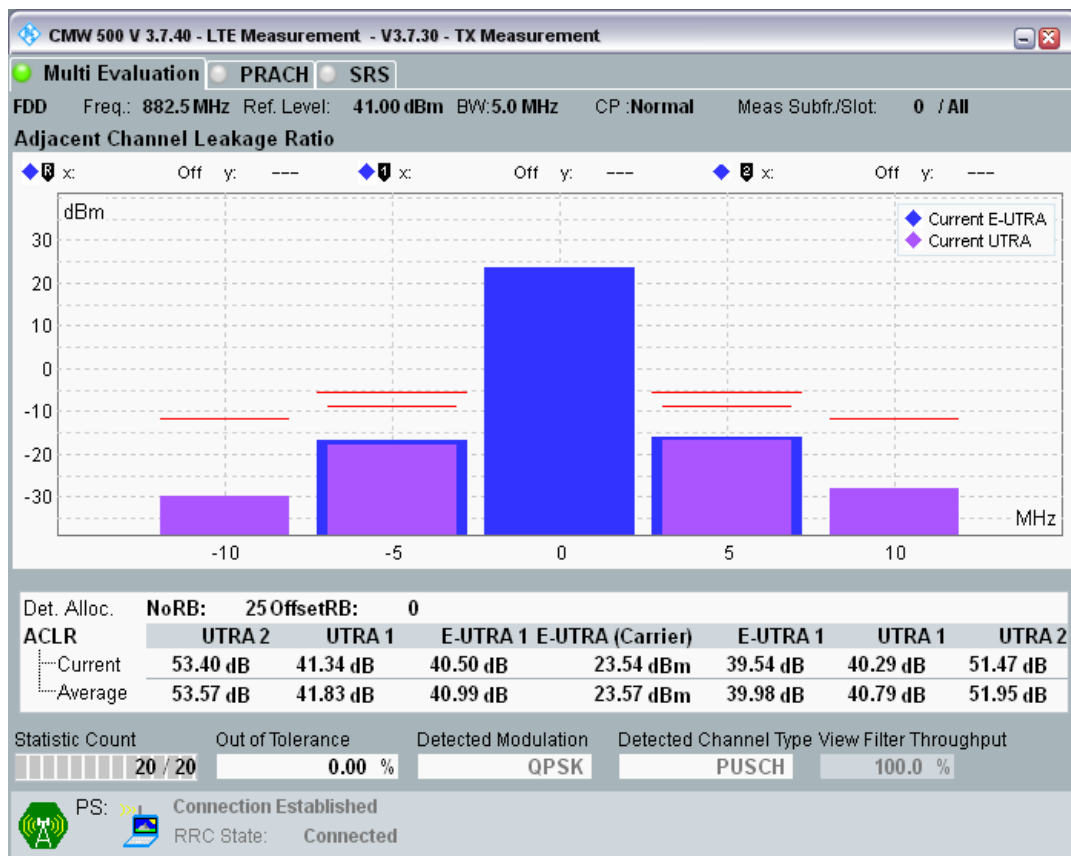 CMW 500 V 3.7.40 - LTE Measurement - V3.7.30 - TX Measurement
Multi Evaluation PRACH SRS
FDD Freq.: 882.5 MHz Ref. Level: 41.00 dBm BW:5.0 MHz CP :Normal Meas Subfr./Slot: 0 / All
Adjacent Channel Leakage Ratio
R x: Off y: --- 1 x: Off y: --- 2 x: Off y: ---
dBm
Current E-UTRA
Current UTRA
30
20
10
0
-10
-20
-30
MHz
-10 -5 0 5 10
Det. Alloc. NoRB: 25 OffsetRB: 0
ACLR UTRA 2 UTRA 1 E-UTRA 1 E-UTRA (Carrier) E-UTRA 1 UTRA 1 UTRA 2
Current 53.40 dB 41.34 dB 40.50 dB 23.54 dBm 39.54 dB 40.29 dB 51.47 dB
Average 53.57 dB 41.83 dB 40.99 dB 23.57 dBm 39.98 dB 40.79 dB 51.95 dB
Statistic Count Out of Tolerance Detected Modulation Detected Channel Type View Filter Throughput
20 / 20 0.00 % QPSK PUSCH 100.0 %
PS: Connection Established
RRC State: Connected